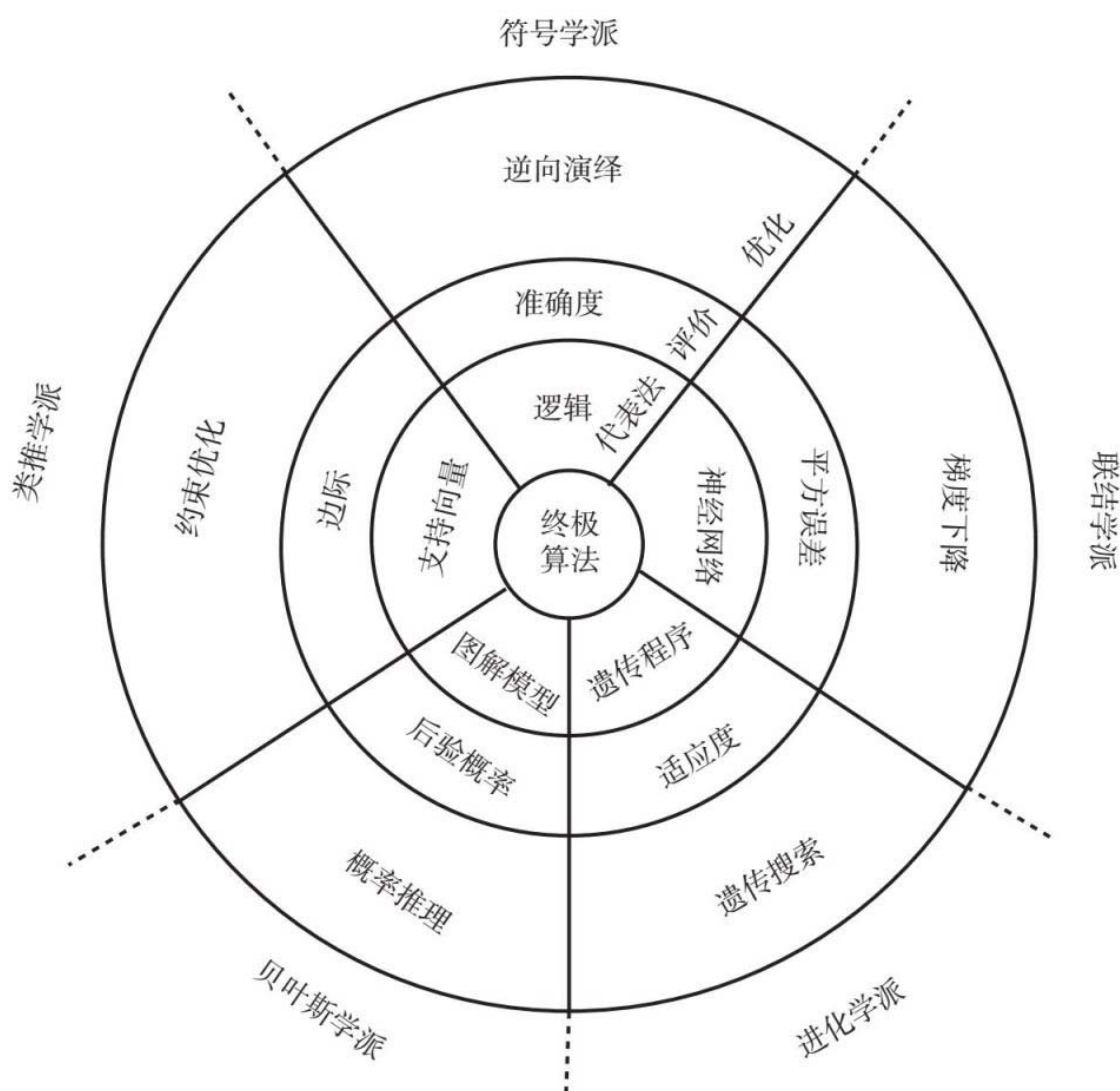 符号学派
逆向演绎
优化
准确度
评价
逻辑
代表法
类推学派
约束优化
边际
支持向量
终极
算法
神经网络
平方误差
梯度下降
联结学派
图解模型
遗传程序
后验概率
适应度
概率推理
遗传搜索
贝叶斯学派
进化学派